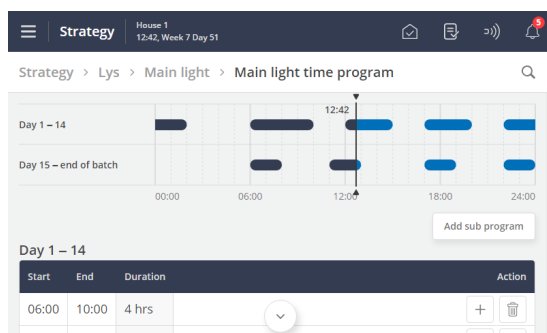 Strategy
House 1
12:42, Week 7 Day 51
5
Strategy > Lys > Main light > Main light time program
12:42
Day 1 – 14
Day 15 – end of batch
00:00 06:00 12:00 18:00 24:00
Add sub program
Day 1 – 14
Start End Duration Action
06:00 10:00 4 hrs